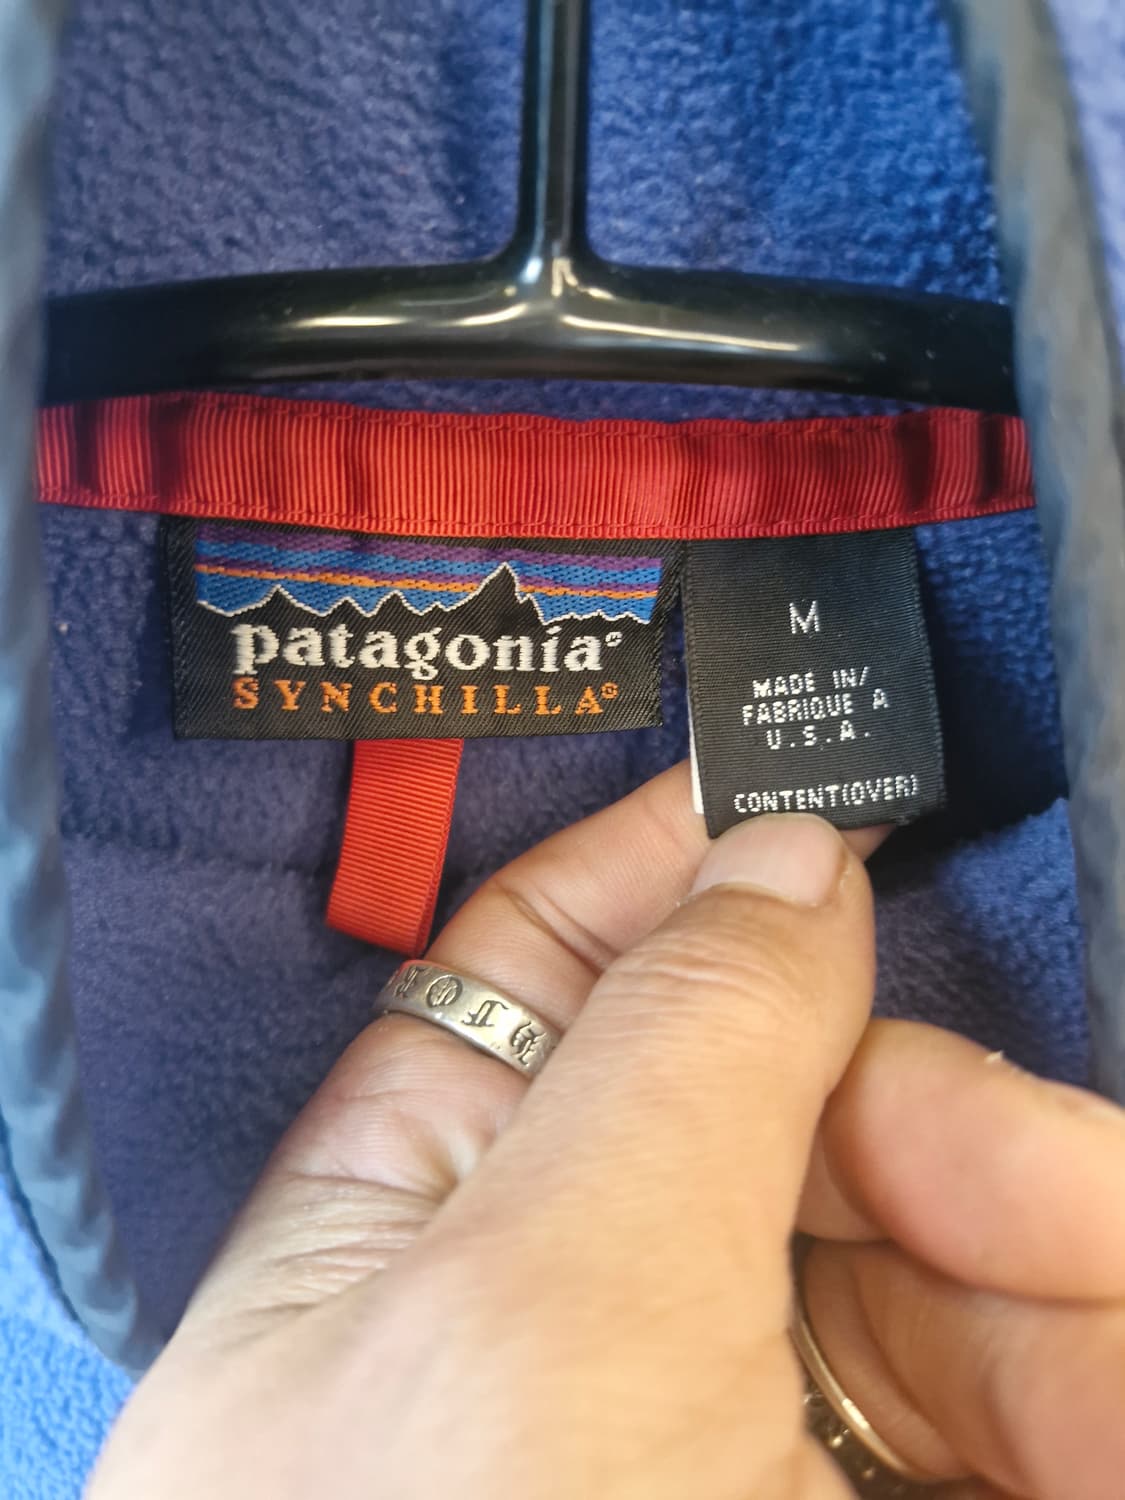 patagonia®
SYNCHILLA®
M
MADE IN/
FABRIQUE A
U.S.A.
CONTENT(OVER)